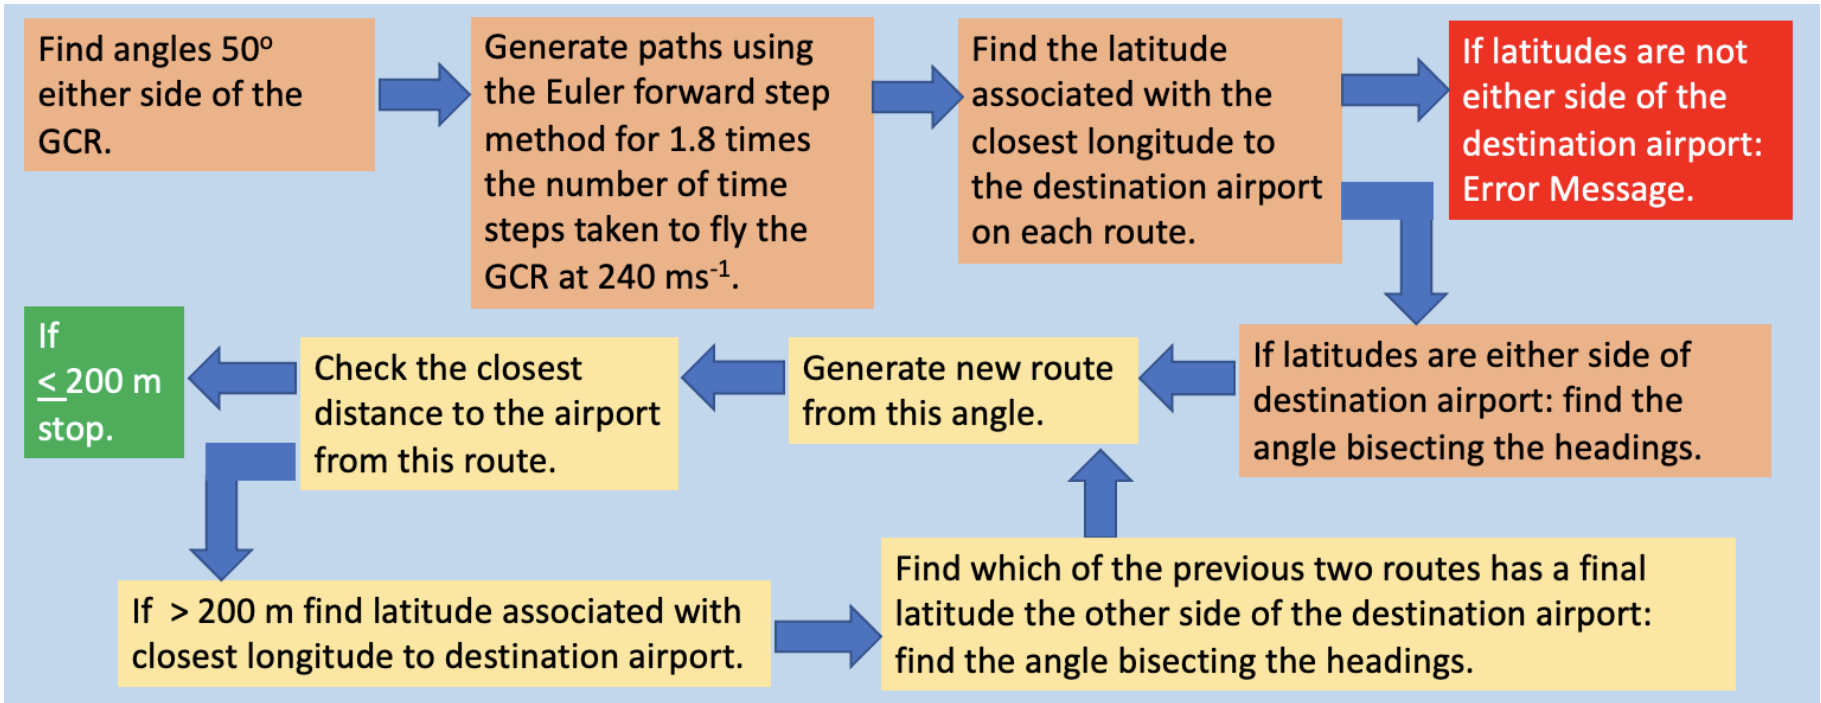 Find angles 50º
either side of the
GCR.
Generate paths using
the Euler forward step
method for 1.8 times
the number of time
steps taken to fly the
GCR at 240 ms⁻¹.
Find the latitude
associated with the
closest longitude to
the destination airport
on each route.
If latitudes are not
either side of the
destination airport:
Error Message.
If latitudes are either side of
destination airport: find the
angle bisecting the headings.
Generate new route
from this angle.
Check the closest
distance to the airport
from this route.
If
< 200 m
stop.
If  > 200 m find latitude associated with
closest longitude to destination airport.
Find which of the previous two routes has a final
latitude the other side of the destination airport:
find the angle bisecting the headings.